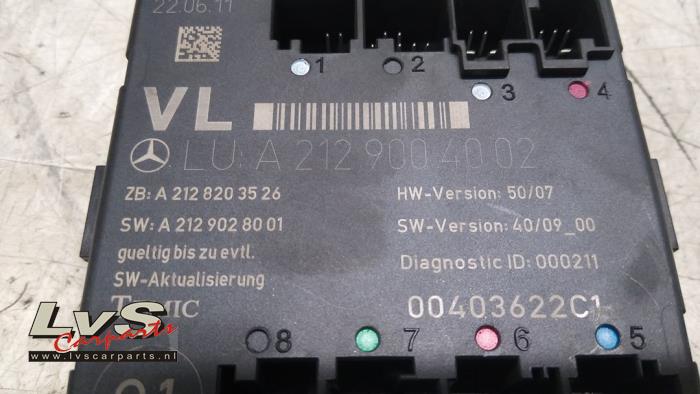 22.06.11
1 2 3 4
VL
LU: A 212 900 40 02
ZB: A 212 820 35 26
HW-Version: 50/07
SW: A 212 902 80 01
SW-Version: 40/09_00
gueltig bis zu evtl.
SW-Aktualisierung
Diagnostic ID: 000211
00403622C1
LvS
Carparts
www.lvscarparts.nl
8 7 6 5